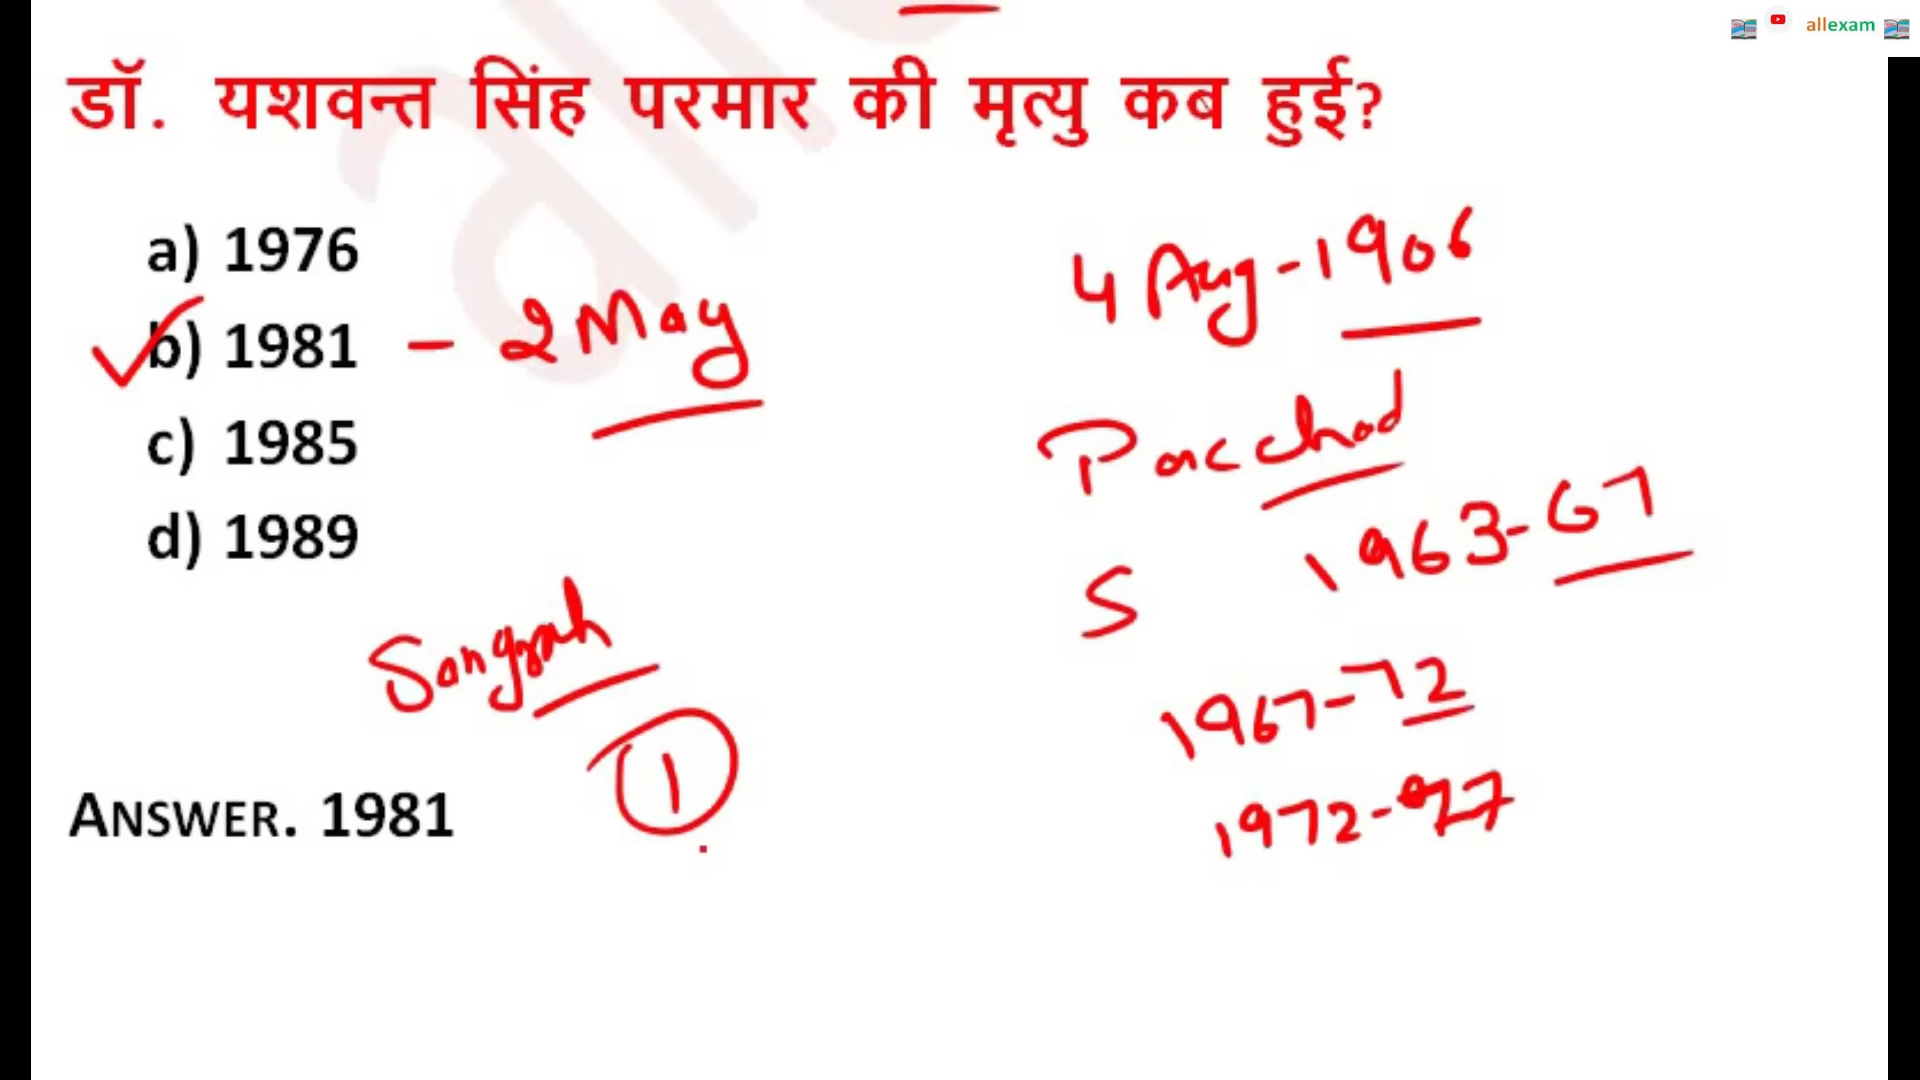 allexam
डॉ. यशवन्त सिंह परमार की मृत्यु कब हुई?
a) 1976
b) 1981 - 2 May
c) 1985
d) 1989
Sangrah
1
ANSWER. 1981
4 Aug - 1906
Pacchad
1963-67
S
1967-72
1972-77